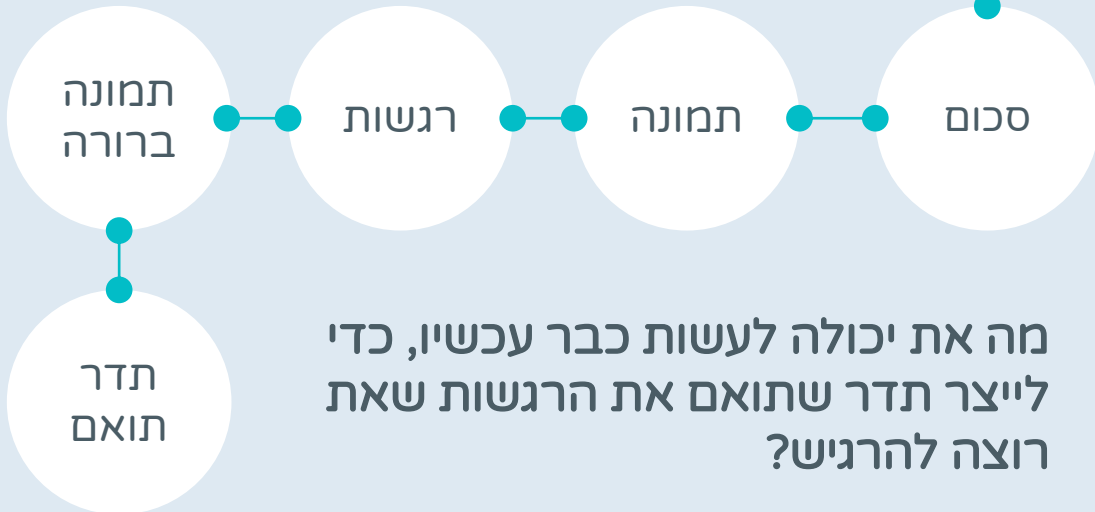 סכום
תמונה
רגשות
תמונה
ברורה
תדר
תואם
מה את יכולה לעשות כבר עכשיו, כדי
לייצר תדר שתואם את הרגשות שאת
רוצה להרגיש?